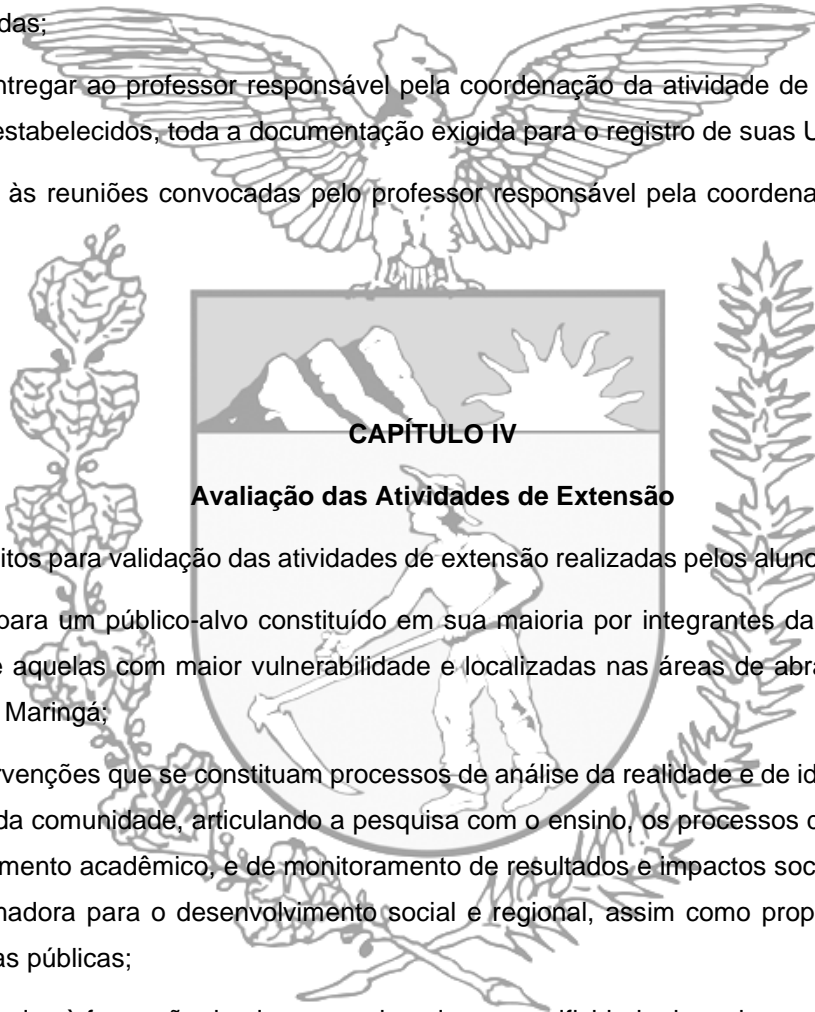 das;
ntregar ao professor responsável pela coordenação da atividade de
estabelecidos, toda a documentação exigida para o registro de suas U
às reuniões convocadas pelo professor responsável pela coordena
CAPÍTULO IV
Avaliação das Atividades de Extensão
itos para validação das atividades de extensão realizadas pelos aluno
para um público-alvo constituído em sua maioria por integrantes da
e aquelas com maior vulnerabilidade e localizadas nas áreas de abra
Maringá;
rvenções que se constituam processos de análise da realidade e de id
da comunidade, articulando a pesquisa com o ensino, os processos
mento acadêmico, e de monitoramento de resultados e impactos soc
nadora para o desenvolvimento social e regional, assim como prop
as públicas;